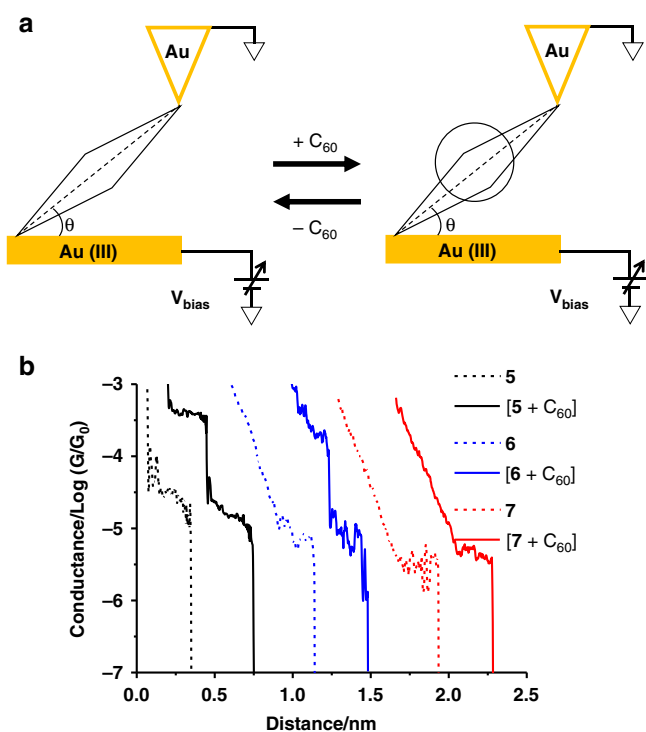 a
Au
Au
+ C₆₀
− C₆₀
θ
θ
Au (III)
Au (III)
V_bias
V_bias
b
Conductance/Log (G/G₀)
−3
−4
−5
−6
−7
0.0 0.5 1.0 1.5 2.0 2.5
Distance/nm
5
[5 + C₆₀]
6
[6 + C₆₀]
7
[7 + C₆₀]